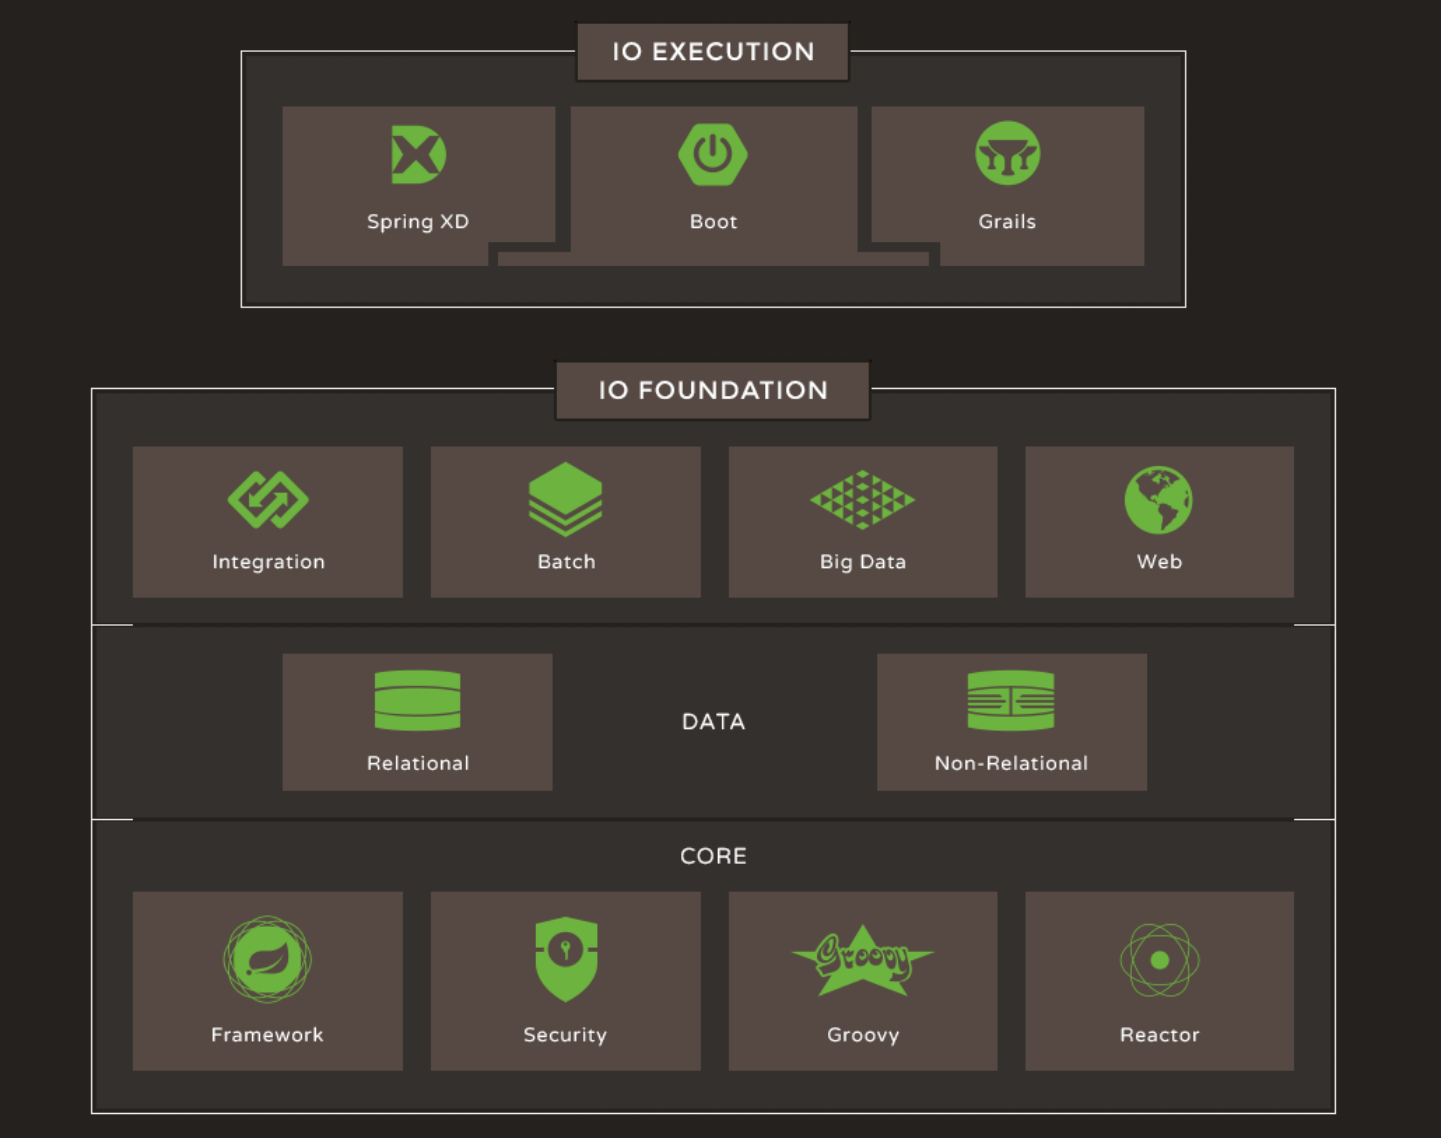 IO EXECUTION
Spring XD
Boot
Grails
IO FOUNDATION
Integration
Batch
Big Data
Web
Relational
DATA
Non-Relational
CORE
Groovy
Framework
Security
Groovy
Reactor